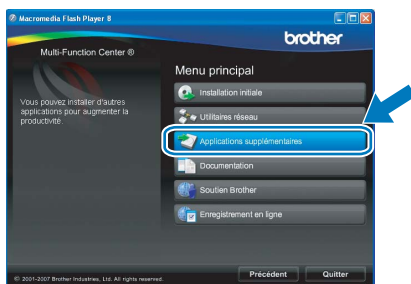 Macromedia Flash Player 8
brother
Multi-Function Center ®
Menu principal
Vous pouvez installer d'autres
applications pour augmenter la
productivité.
Installation initiale
Utilitaires réseau
Applications supplémentaires
Documentation
Soutien Brother
Enregistrement en ligne
© 2001-2007 Brother Industries, Ltd. All rights reserved.
Précédent
Quitter